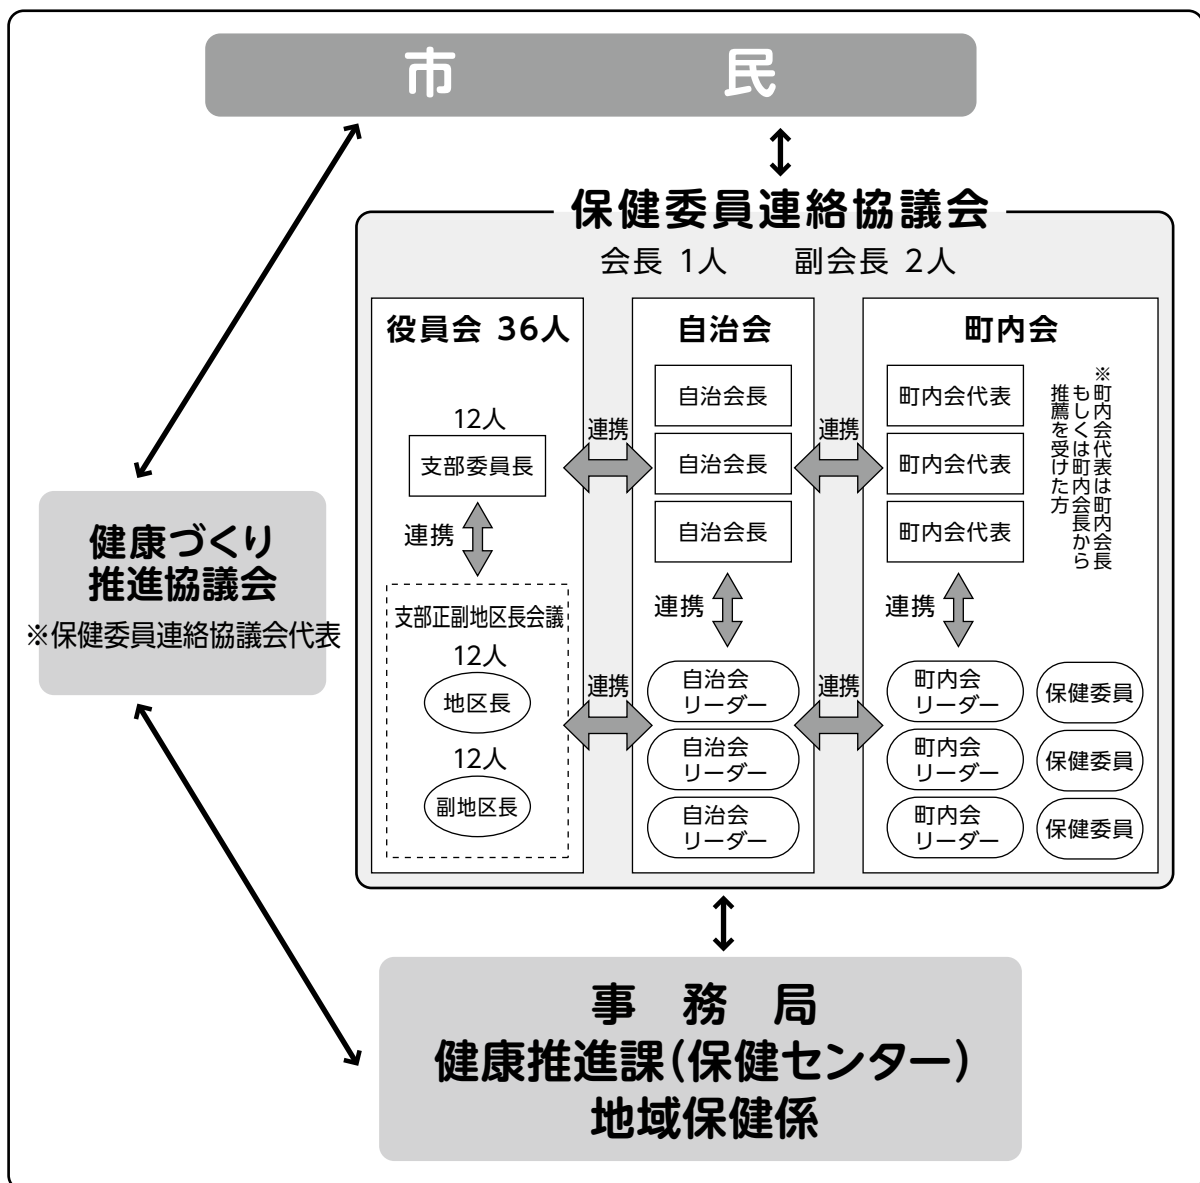 市　民
保健委員連絡協議会
会長 1人　副会長 2人
役員会 36人
12人
支部委員長
連携
支部正副地区長会議
12人
地区長
12人
副地区長
連携
連携
自治会
自治会長
自治会長
自治会長
連携
自治会
リーダー
自治会
リーダー
自治会
リーダー
連携
連携
町内会
町内会代表
町内会代表
町内会代表
※町内会代表は町内会長
もしくは町内会長から
推薦を受けた方
連携
町内会
リーダー
町内会
リーダー
町内会
リーダー
保健委員
保健委員
保健委員
健康づくり
推進協議会
※保健委員連絡協議会代表
事　務　局
健康推進課(保健センター)
地域保健係